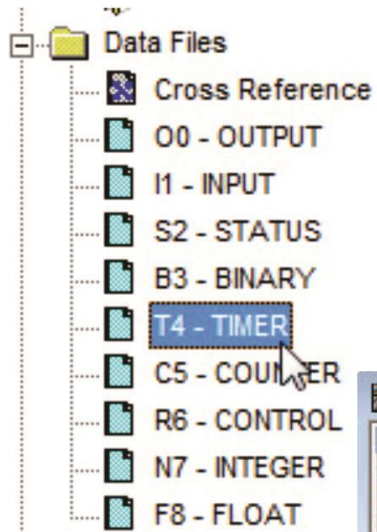 Data Files
Cross Reference
O0 - OUTPUT
I1 - INPUT
S2 - STATUS
B3 - BINARY
T4 - TIMER
C5 - COUNTER
R6 - CONTROL
N7 - INTEGER
F8 - FLOAT